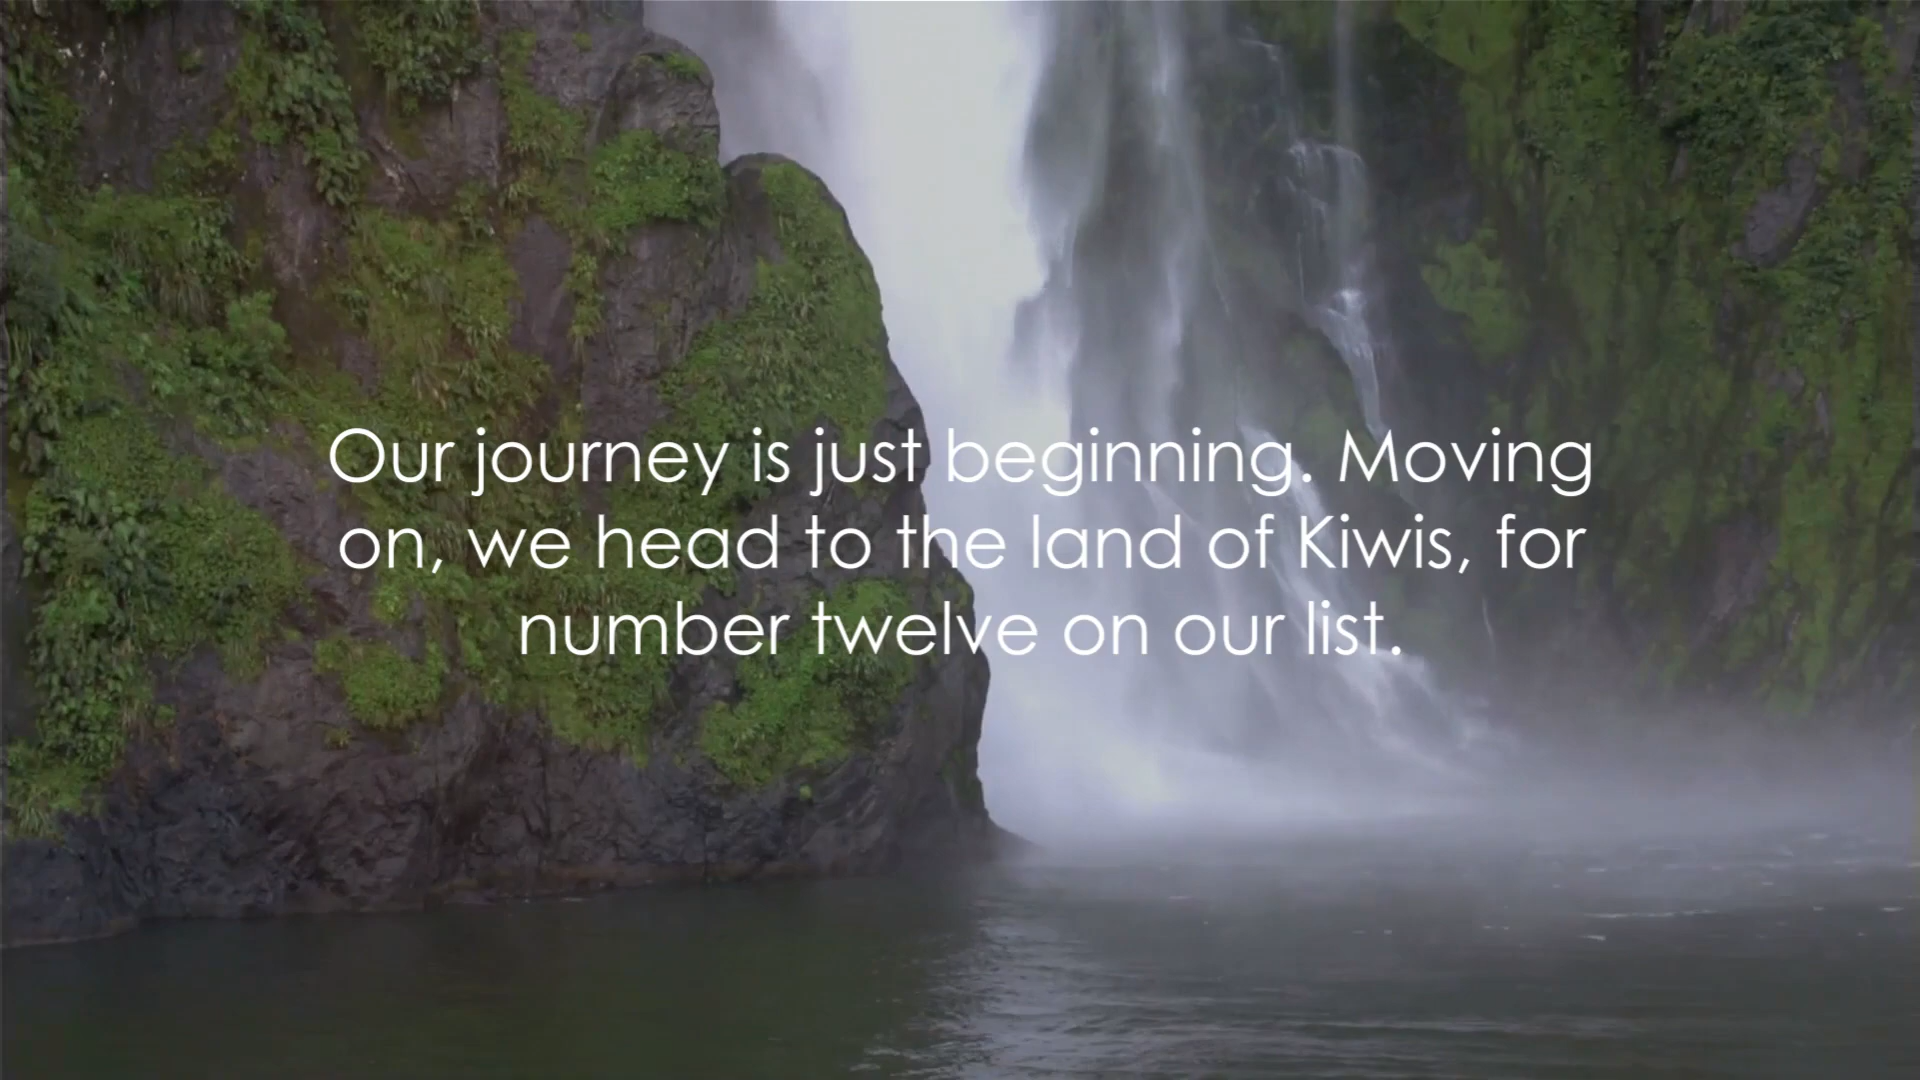 Our journey is just beginning. Moving
on, we head to the land of Kiwis, for
number twelve on our list.